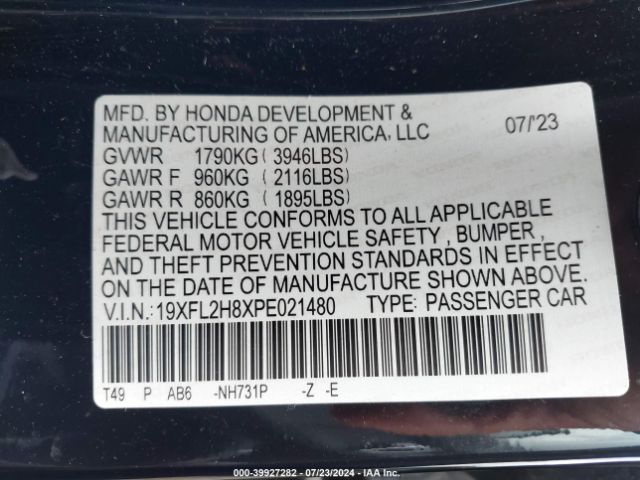 MFD. BY HONDA DEVELOPMENT &
MANUFACTURING OF AMERICA, LLC 07/'23
GVWR 1790KG ( 3946LBS)
GAWR F 960KG ( 2116LBS)
GAWR R 860KG ( 1895LBS)
THIS VEHICLE CONFORMS TO ALL APPLICABLE
FEDERAL MOTOR VEHICLE SAFETY , BUMPER ,
AND THEFT PREVENTION STANDARDS IN EFFECT
ON THE DATE OF MANUFACTURE SHOWN ABOVE.
V.I.N.: 19XFL2H8XPE021480 TYPE: PASSENGER CAR
T49 P AB6 -NH731P -Z -E
000-39927282 / 07/23/2024 - IAA Inc.